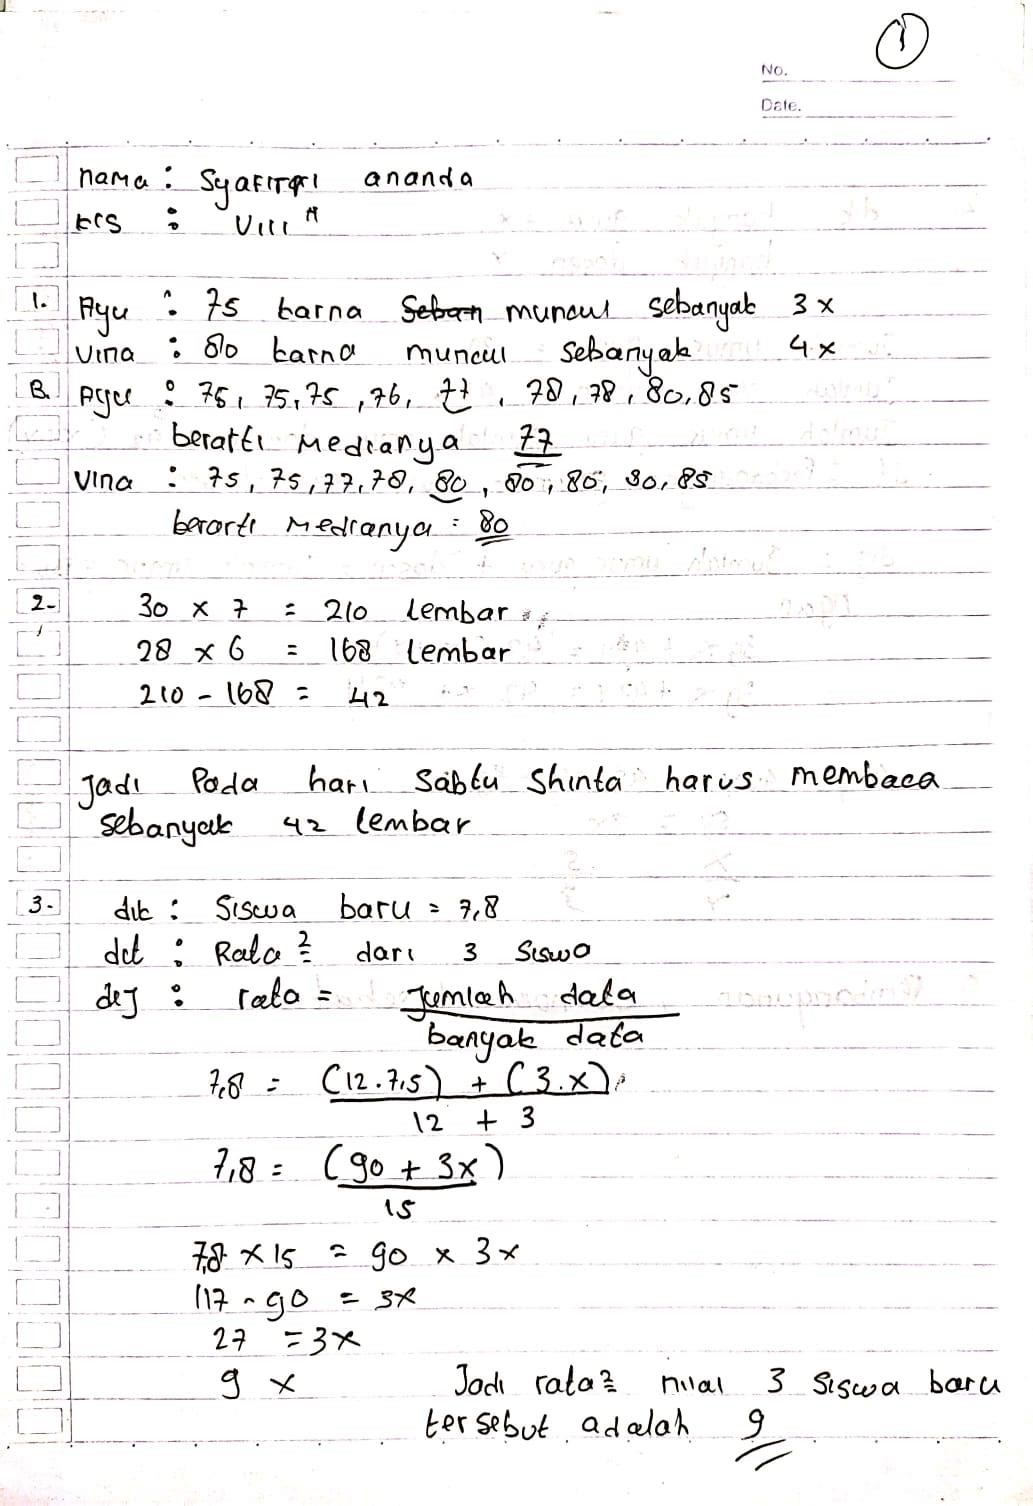 1
No.
Date.
nama : Syafitri ananda
kls : VIII A
1. Ayu : 75 karna Seban muncul sebanyak 3 x
Vina : 80 karna muncul sebanyak 4 x
B. Ayu : 75, 75, 75, 76, 77, 78, 78, 80, 85
berarti Medianya 77
Vina : 75, 75, 77, 78, 80, 80, 80, 80, 85
berarti Medianya : 80
2- 30 x 7 = 210 lembar
28 x 6 = 168 lembar
210 - 168 = 42
Jadi Pada hari Sabtu Shinta harus membaca
sebanyak 42 lembar
3- dik : Siswa baru = 7,8
dit : Rata2 dari 3 Siswa
dij : rata = Jumlah data
banyak data
7,8 = (12.7,5) + (3.x)
12 + 3
7,8 = (90 + 3x)
15
7,8 x 15 = 90 x 3x
117 - 90 = 3x
27 = 3x
9 x Jadi rata2 nilai 3 Siswa baru
tersebut adalah 9